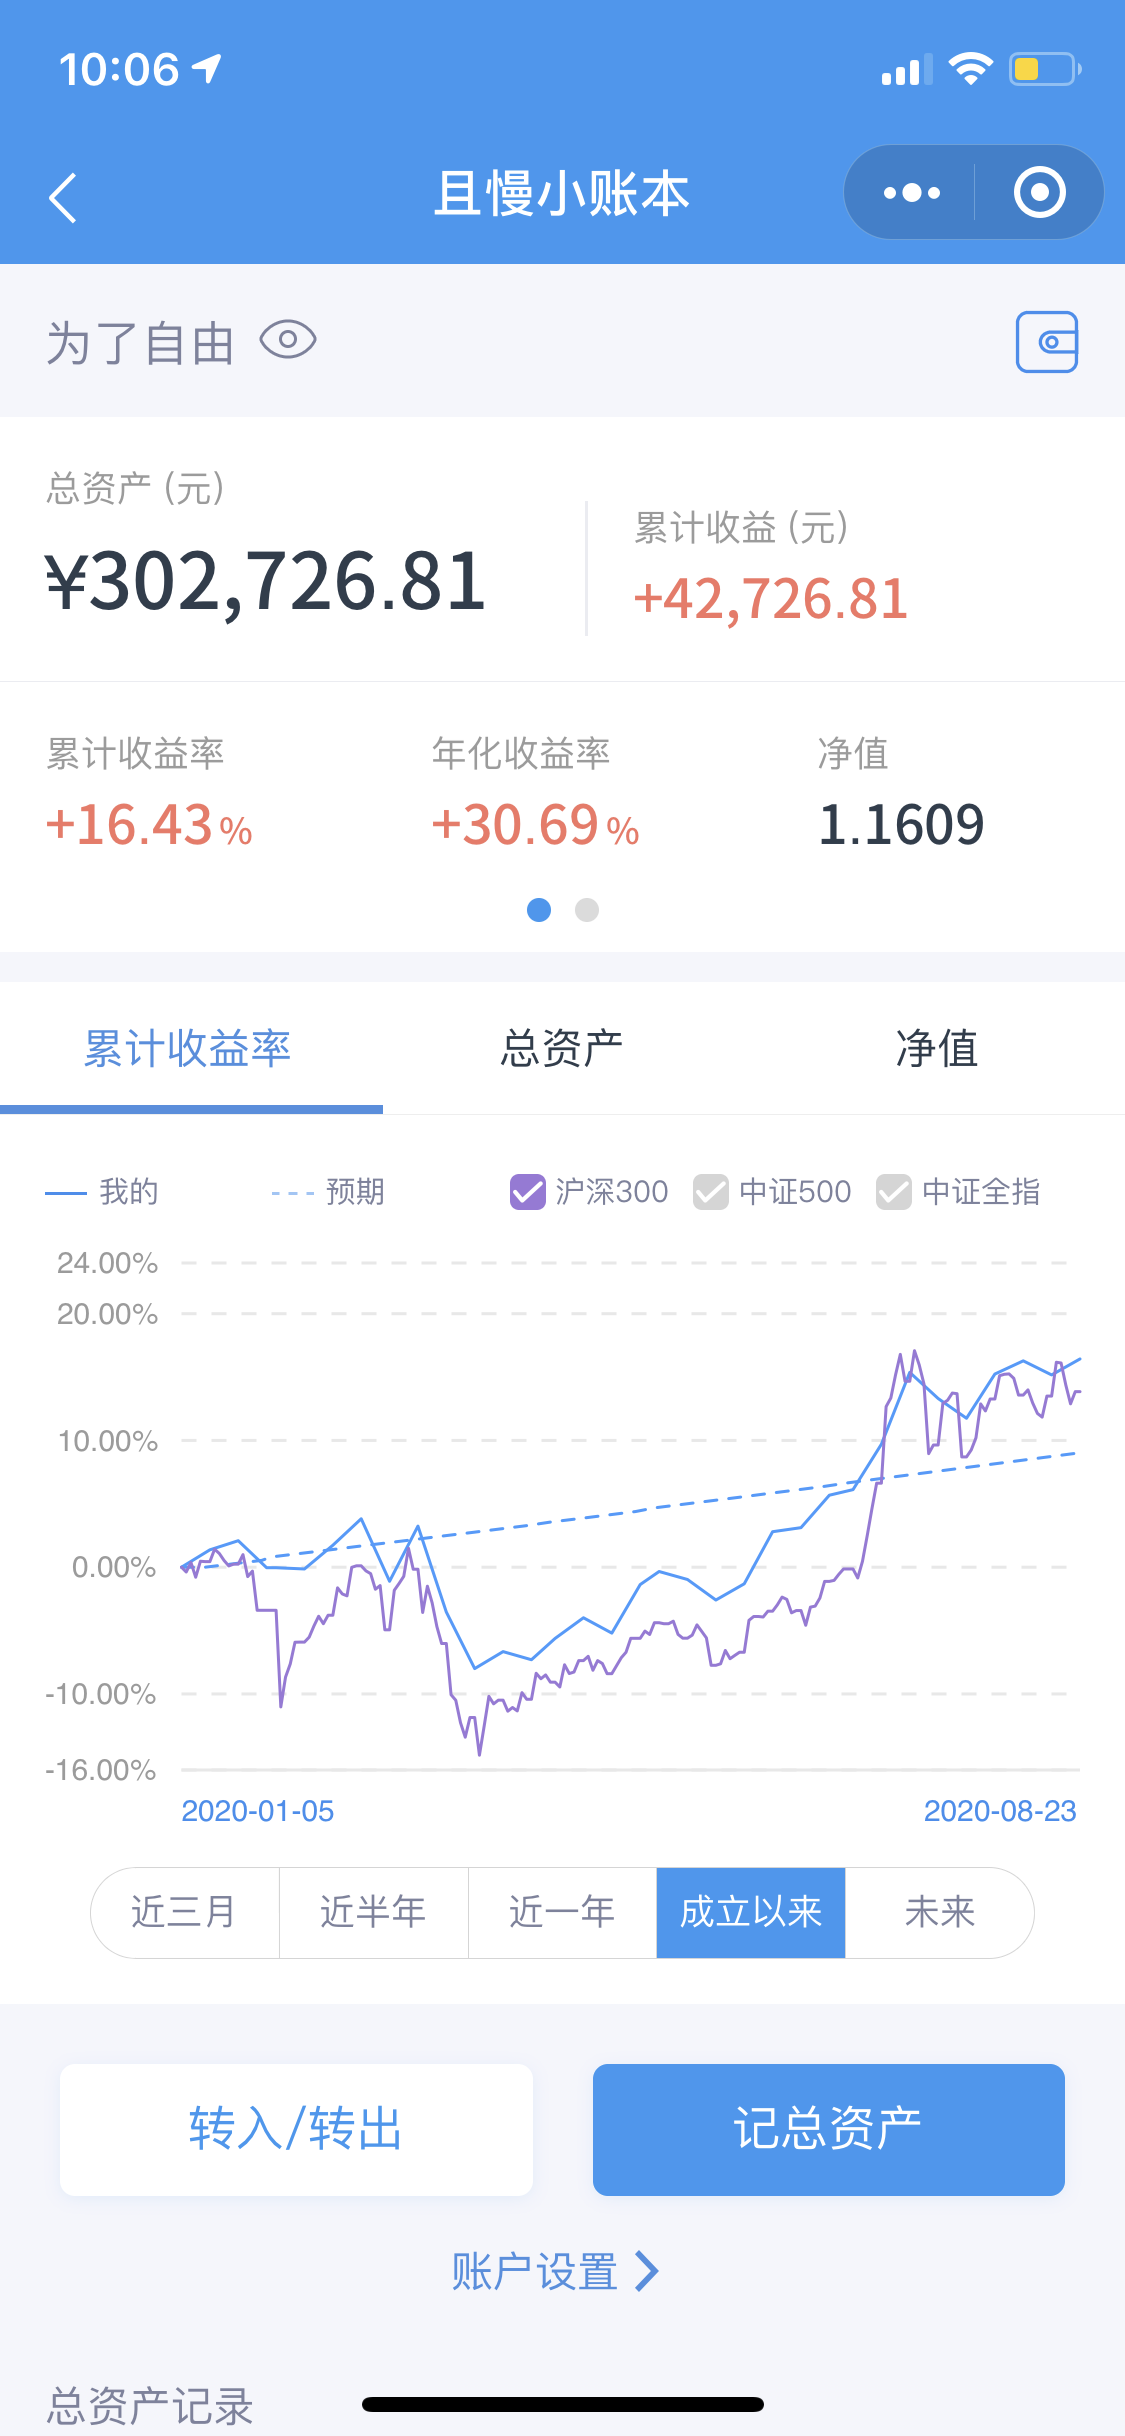 10:06
且慢小账本
为了自由
总资产 (元)
¥302,726.81
累计收益 (元)
+42,726.81
累计收益率 年化收益率 净值
+16.43% +30.69% 1.1609
累计收益率 总资产 净值
我的 预期 沪深300 中证500 中证全指
24.00%
20.00%
10.00%
0.00%
-10.00%
-16.00%
2020-01-05 2020-08-23
近三月 近半年 近一年 成立以来 未来
转入/转出 记总资产
账户设置
总资产记录